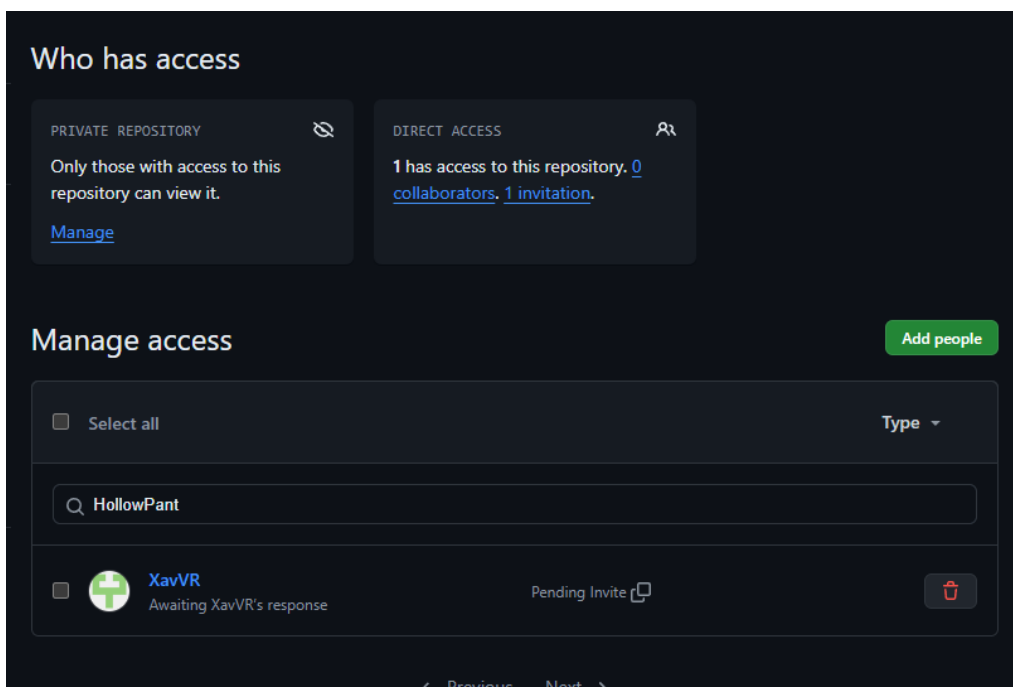 Who has access
PRIVATE REPOSITORY
Only those with access to this
repository can view it.
Manage
DIRECT ACCESS
1 has access to this repository. 0
collaborators. 1 invitation.
Manage access
Add people
Select all
Type
HollowPant
XavVR
Awaiting XavVR's response
Pending Invite
Previous
Next